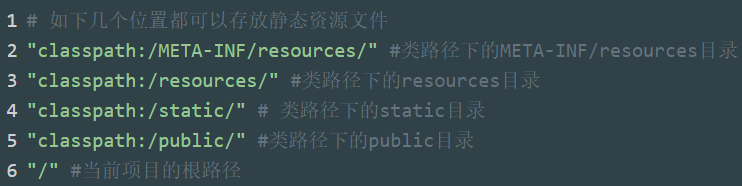 1 # 如下几个位置都可以存放静态资源文件
2 "classpath:/META-INF/resources/" #类路径下的META-INF/resources目录
3 "classpath:/resources/" #类路径下的resources目录
4 "classpath:/static/" # 类路径下的static目录
5 "classpath:/public/" #类路径下的public目录
6 "/" #当前项目的根路径